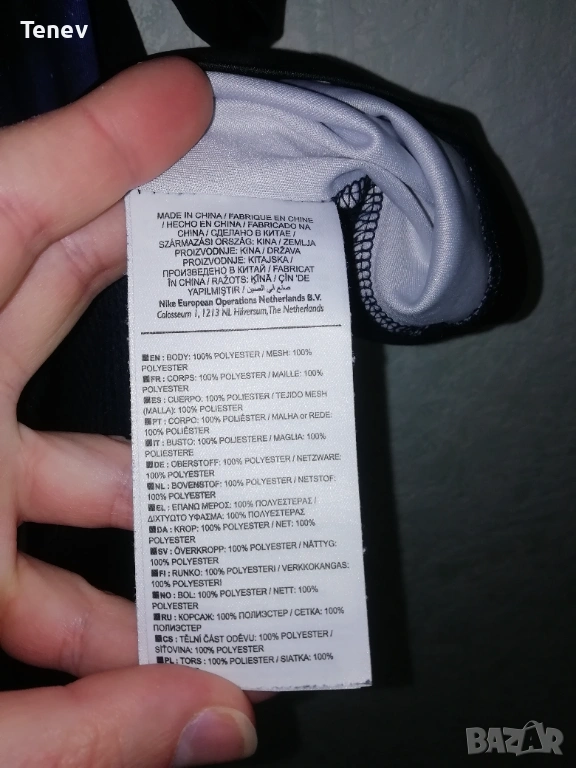 Tenev
MADE IN CHINA / FABRIQUE EN CHINE
/ HECHO EN CHINA / FABRICADO NA
CHINA / СДЕЛАНО В КИТАЕ /
SZÁRMAZÁSI ORSZÁG: KINA / ZEMLJA
PROIZVODNJE: KINA / DRŽAVA
PROIZVODNJE: KITAJSKA /
ПРОИЗВЕДЕНО В КИТАЙ / FABRICAT
ÎN CHINA / RAŽOTS: ĶĪNĀ / ÇİN 'DE
YAPILMIŞTIR / صنع في الصين
Nike European Operations Netherlands B.V.
Colosseum 1, 1213 NL Hilversum, The Netherlands
EN : BODY: 100% POLYESTER / MESH: 100%
POLYESTER
FR : CORPS: 100% POLYESTER / MAILLE: 100%
POLYESTER
ES : CUERPO: 100% POLIÉSTER / TEJIDO MESH
(MALLA): 100% POLIÉSTER
PT : CORPO: 100% POLIÉSTER / MALHA or REDE:
100% POLIÉSTER
IT : BUSTO: 100% POLIESTERE / MAGLIA: 100%
POLIESTERE
DE : OBERSTOFF: 100% POLYESTER / NETZWARE:
100% POLYESTER
NL : BOVENSTOF: 100% POLYESTER / NETSTOF:
100% POLYESTER
EL : ΕΠΑΝΩ ΜΕΡΟΣ: 100% ΠΟΛΥΕΣΤΕΡΑΣ /
ΔΙΧΤΥΩΤΟ ΥΦΑΣΜΑ: 100% ΠΟΛΥΕΣΤΕΡΑΣ
DA : KROP: 100% POLYESTER / NET: 100%
POLYESTER
SV : ÖVERKROPP: 100% POLYESTER / NÄTTYG:
100% POLYESTER
FI : RUNKO: 100% POLYESTERI / VERKKOKANGAS:
100% POLYESTERI
NO : BOL: 100% POLYESTER / NETT: 100%
POLYESTER
RU : КОРСАЖ: 100% ПОЛИЭСТЕР / СЕТКА: 100%
ПОЛИЭСТЕР
CS : TĚLNÍ ČÁST ODĚVU: 100% POLYESTER /
PL : TORS : 100% POLIESTER / SIATKA: 100%
BAZAR